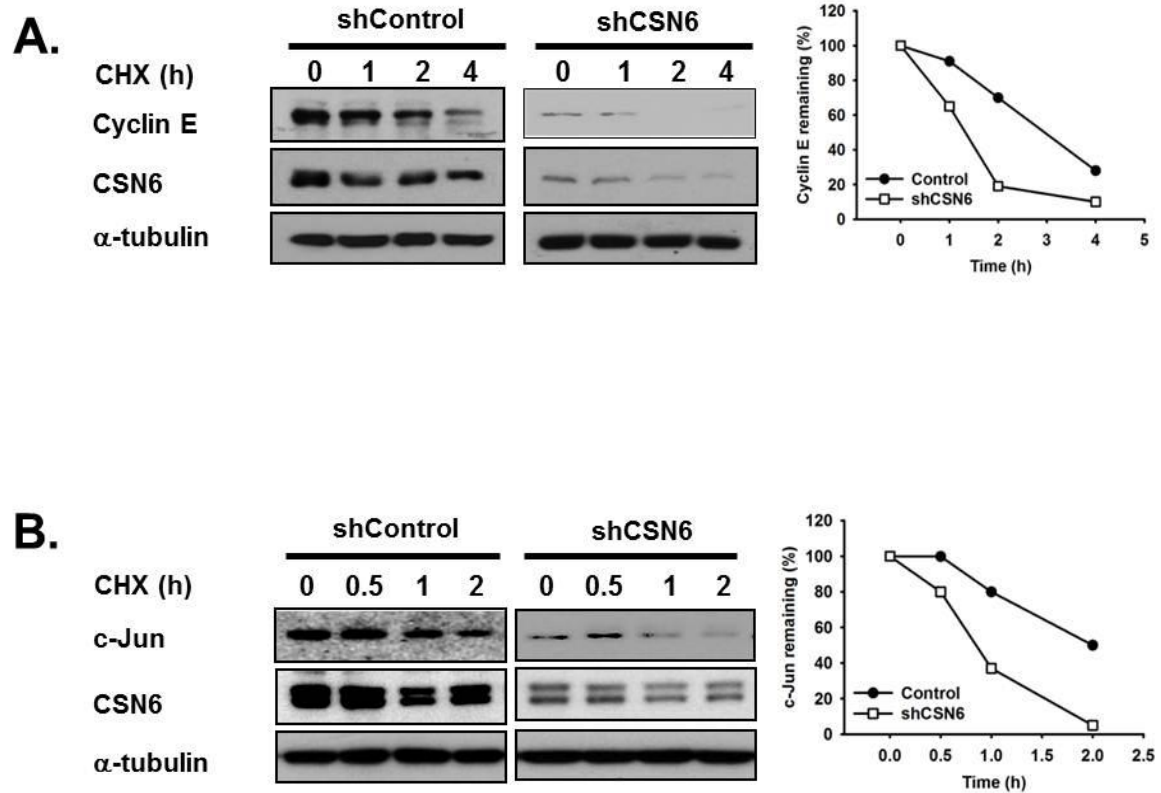 A.
shControl shCSN6
CHX (h) 0 1 2 4 0 1 2 4
Cyclin E
CSN6
α-tubulin
Cyclin E remaining (%)
120
100
80
60
40
20
0
Control
shCSN6
0 1 2 3 4 5
Time (h)
B.
shControl shCSN6
CHX (h) 0 0.5 1 2 0 0.5 1 2
c-Jun
CSN6
α-tubulin
c-Jun remaining (%)
120
100
80
60
40
20
0
Control
shCSN6
0.0 0.5 1.0 1.5 2.0 2.5
Time (h)